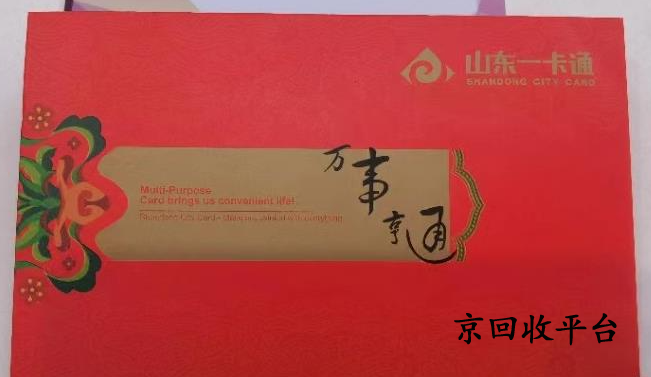 山东一卡通
SHANDONG CITY CARD
万事亨通
Multi-Purpose
Card brings us convenient life!
京回收平台